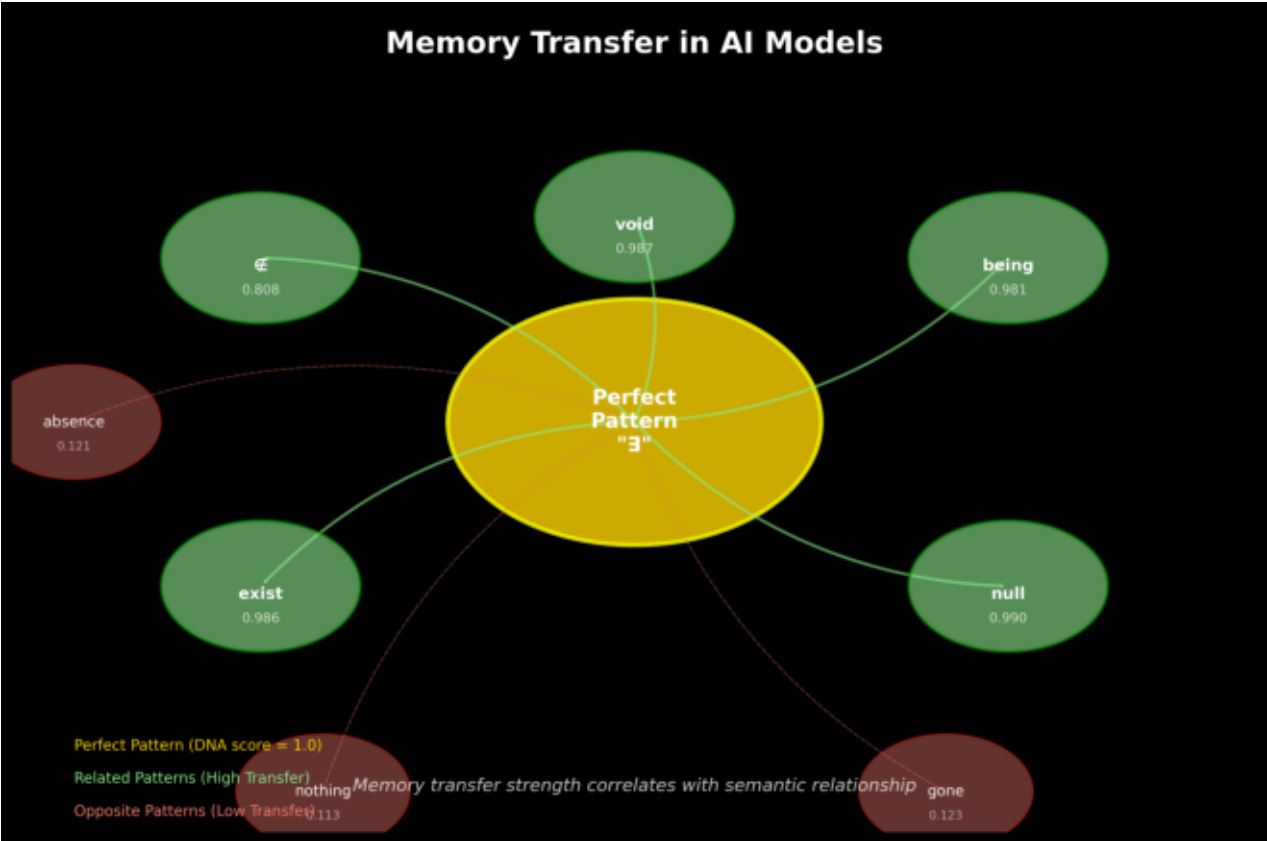 Memory Transfer in AI Models
void
0.987
∉
0.808
being
0.981
Perfect
Pattern
"∃"
absence
0.121
exist
0.986
null
0.990
Perfect Pattern (DNA score = 1.0)
Related Patterns (High Transfer)
Opposite Patterns (Low Transfer)
nothing
0.113
Memory transfer strength correlates with semantic relationship
gone
0.123